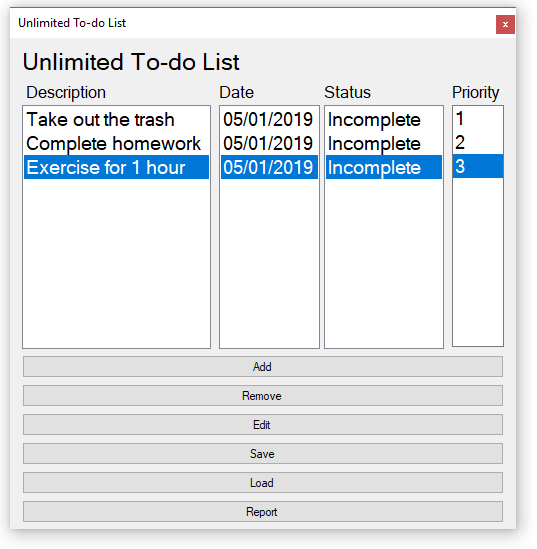 Unlimited To-do List
x
Unlimited To-do List
Description Date Status Priority
Take out the trash 05/01/2019 Incomplete 1
Complete homework 05/01/2019 Incomplete 2
Exercise for 1 hour 05/01/2019 Incomplete 3
Add
Remove
Edit
Save
Load
Report